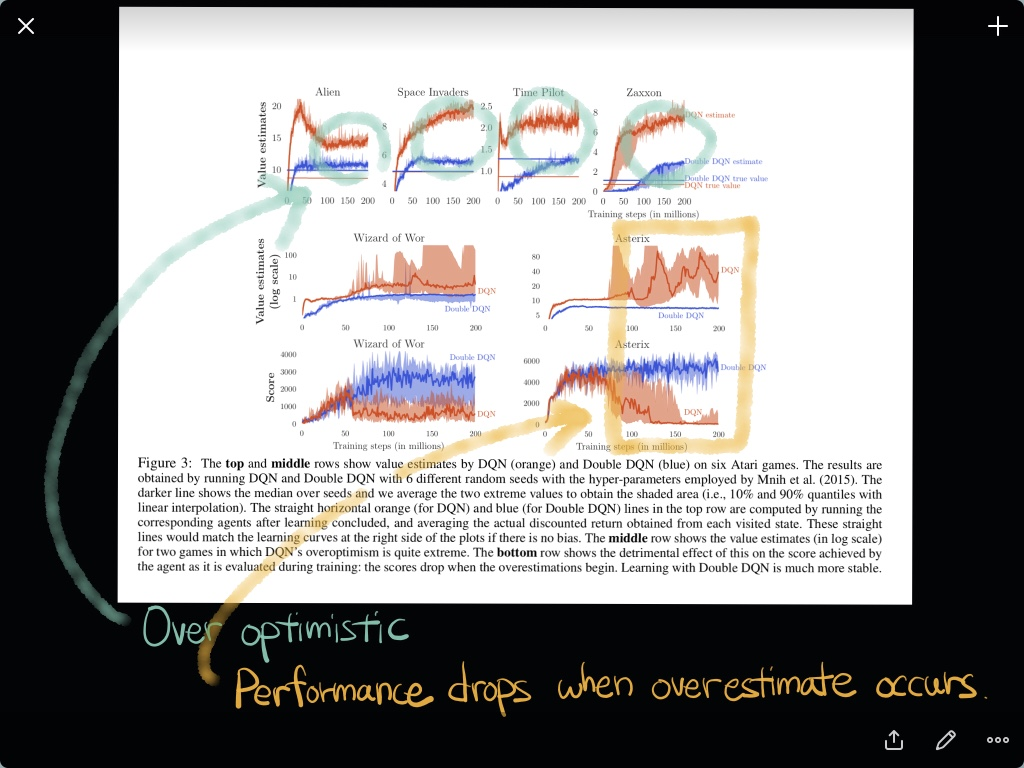 Alien
Space Invaders
Time Pilot
Zaxxon
Value estimates
20
15
10
0 50 100 150 200
8
6
4
0 50 100 150 200
2.5
2.0
1.5
1.0
0 50 100 150 200
8
6
4
2
0
0 50 100 150 200
DQN estimate
Double DQN estimate
Double DQN true value
DQN true value
Training steps (in millions)
Value estimates
(log scale)
Wizard of Wor
100
10
1
DQN
Double DQN
0 50 100 150 200
Asterix
80
40
20
10
5
DQN
Double DQN
0 50 100 150 200
Score
Wizard of Wor
4000
3000
2000
1000
0
Double DQN
DQN
0 50 100 150 200
Training steps (in millions)
Asterix
6000
4000
2000
0
Double DQN
DQN
0 50 100 150 200
Training steps (in millions)
Figure 3: The top and middle rows show value estimates by DQN (orange) and Double DQN (blue) on six Atari games. The results are
obtained by running DQN and Double DQN with 6 different random seeds with the hyper-parameters employed by Mnih et al. (2015). The
darker line shows the median over seeds and we average the two extreme values to obtain the shaded area (i.e., 10% and 90% quantiles with
linear interpolation). The straight horizontal orange (for DQN) and blue (for Double DQN) lines in the top row are computed by running the
corresponding agents after learning concluded, and averaging the actual discounted return obtained from each visited state. These straight
lines would match the learning curves at the right side of the plots if there is no bias. The middle row shows the value estimates (in log scale)
for two games in which DQN's overoptimism is quite extreme. The bottom row shows the detrimental effect of this on the score achieved by
the agent as it is evaluated during training: the scores drop when the overestimations begin. Learning with Double DQN is much more stable.
Over optimistic
Performance drops when overestimate occurs.